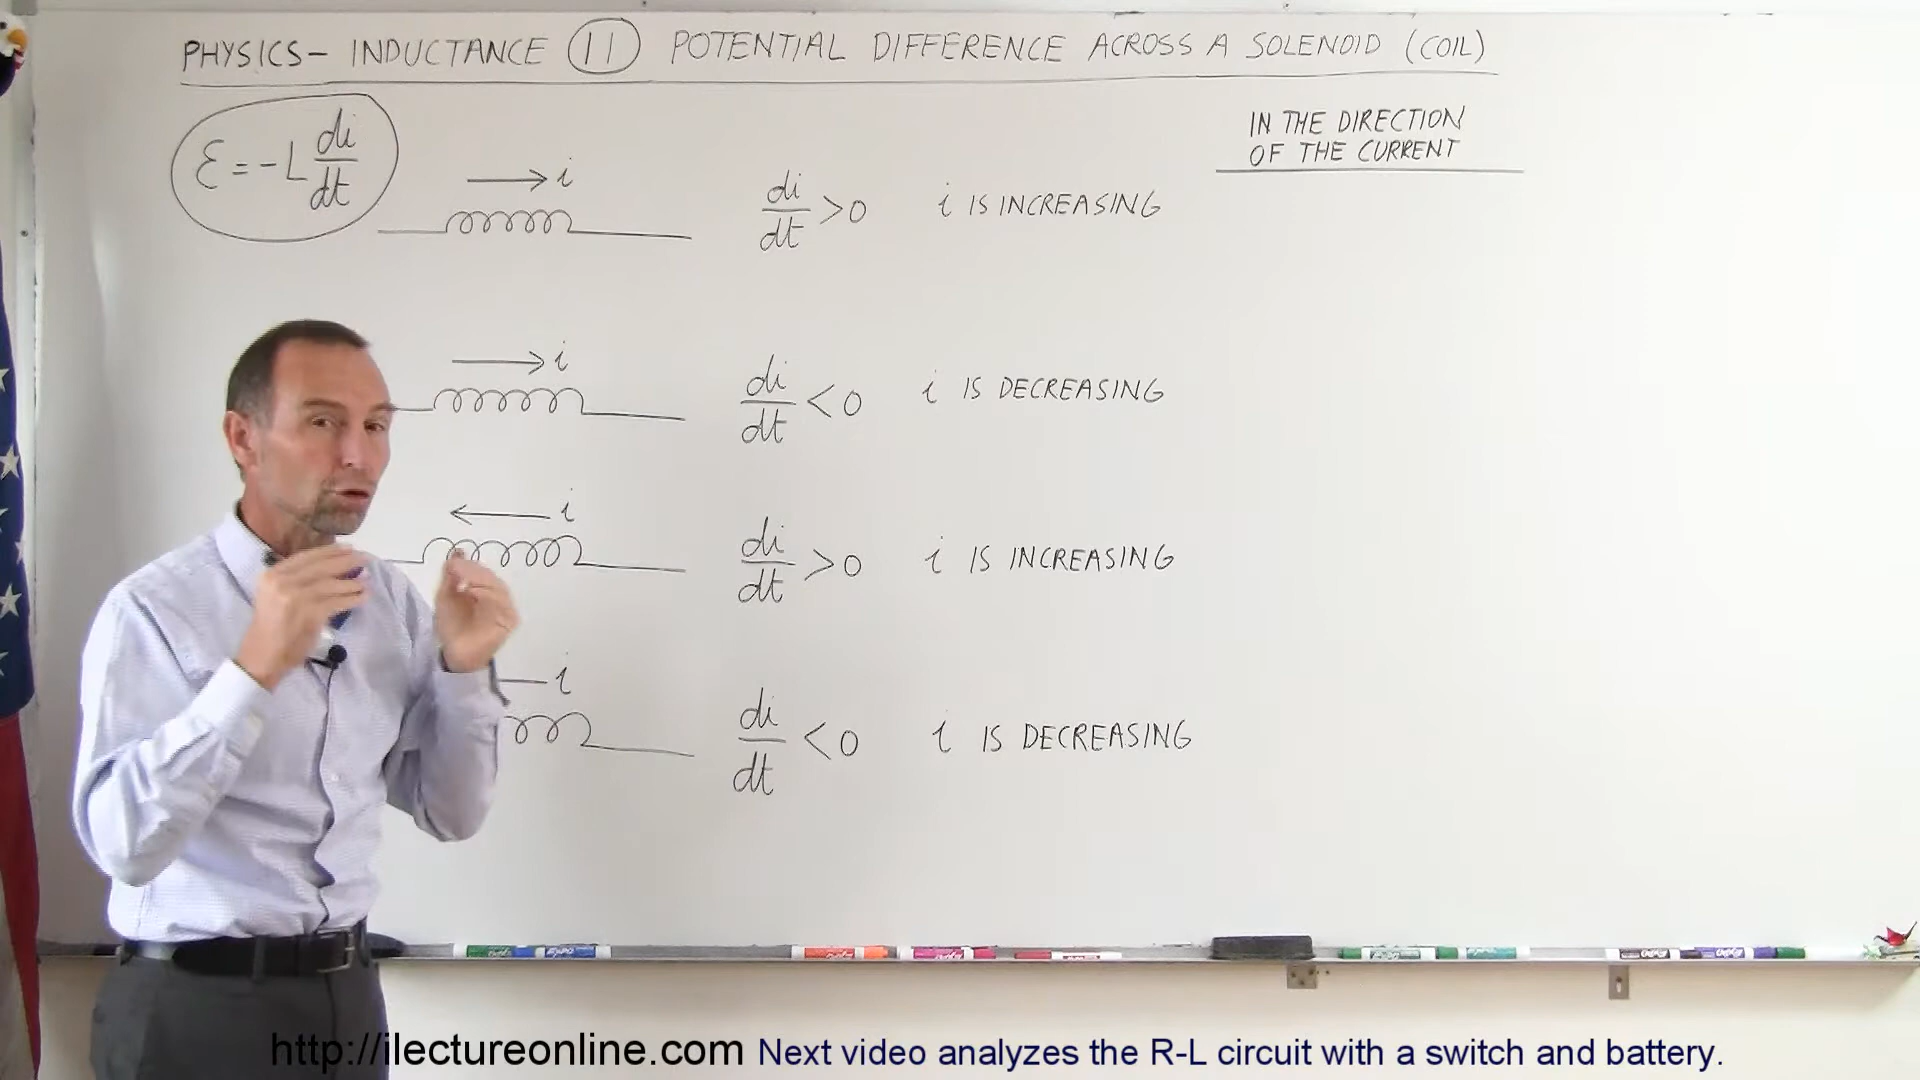 PHYSICS- INDUCTANCE 11 POTENTIAL DIFFERENCE ACROSS A SOLENOID (COIL)
IN THE DIRECTION
OF THE CURRENT
ε = -L di/dt
i
di/dt > 0 i IS INCREASING
i
di/dt < 0 i IS DECREASING
i
di/dt > 0 i IS INCREASING
i
di/dt < 0 i IS DECREASING
http://ilectureonline.com Next video analyzes the R-L circuit with a switch and battery.